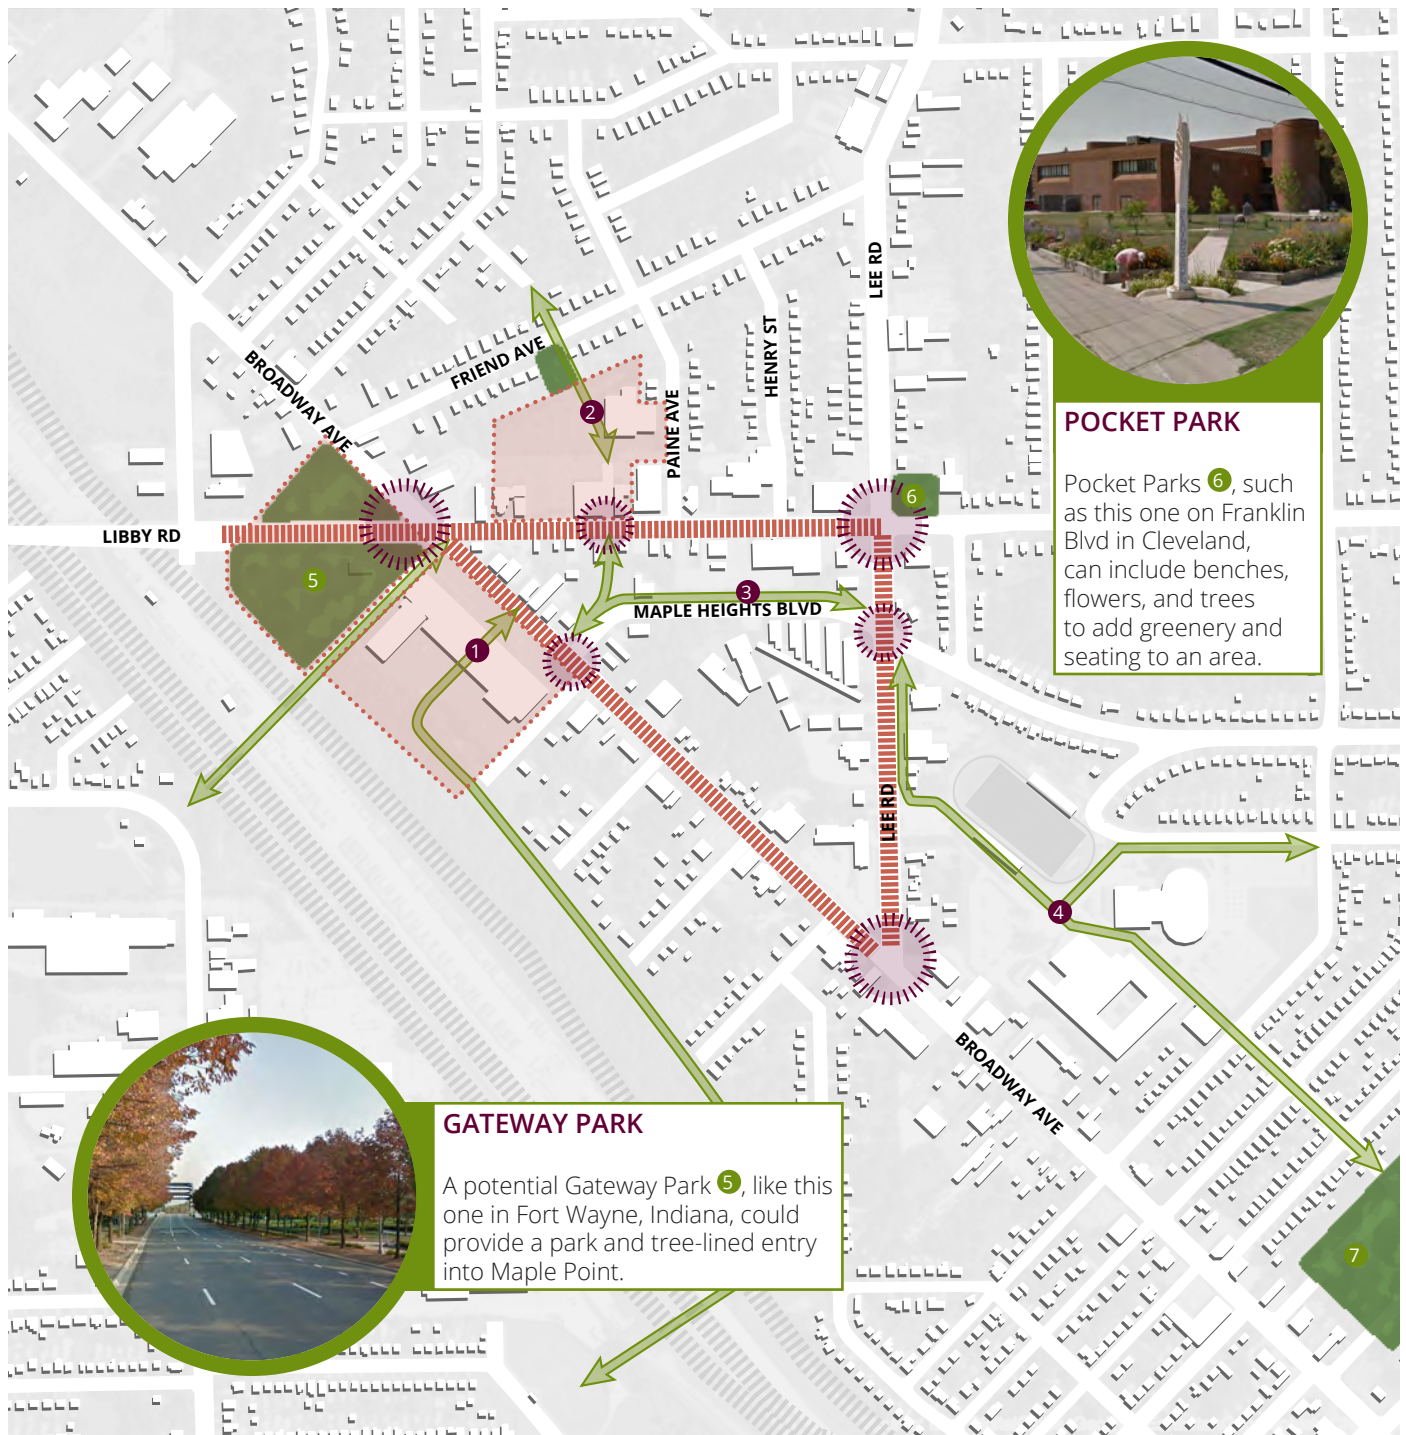 LEE RD
BROADWAY AVE
FRIEND AVE
HENRY ST
PAINE AVE
2
POCKET PARK
Pocket Parks 6, such
as this one on Franklin
Blvd in Cleveland,
can include benches,
flowers, and trees
to add greenery and
seating to an area.
6
LIBBY RD
5
3
MAPLE HEIGHTS BLVD
1
LEE RD
4
BROADWAY AVE
GATEWAY PARK
A potential Gateway Park 5, like this
one in Fort Wayne, Indiana, could
provide a park and tree-lined entry
into Maple Point.
7